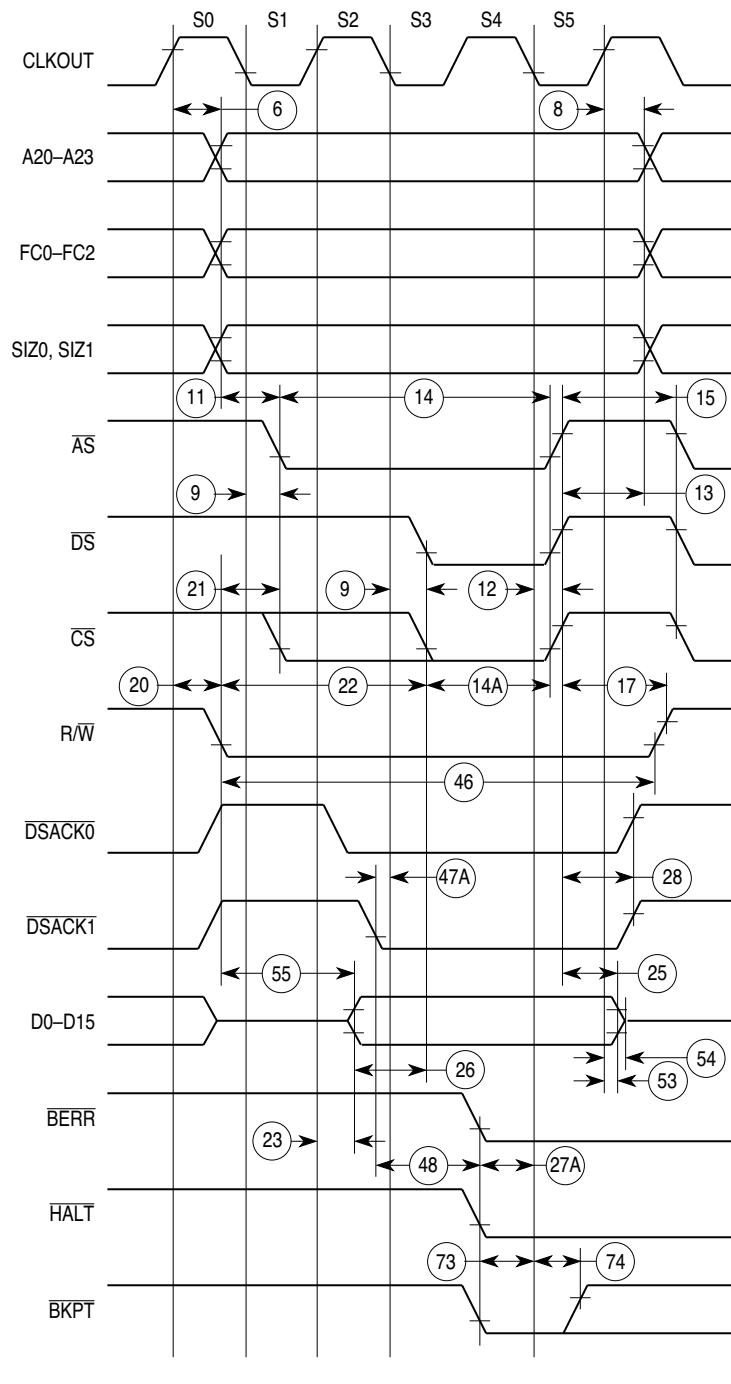 S0 S1 S2 S3 S4 S5
CLKOUT
6 8
A20–A23
FC0–FC2
SIZ0, SIZ1
11 14 15
AS
9 13
DS
21 9 12
CS
20 22 14A 17
R/W
46
DSACK0
47A 28
DSACK1
55 25
D0–D15
54
26 53
BERR
23
48 27A
HALT
73 74
BKPT